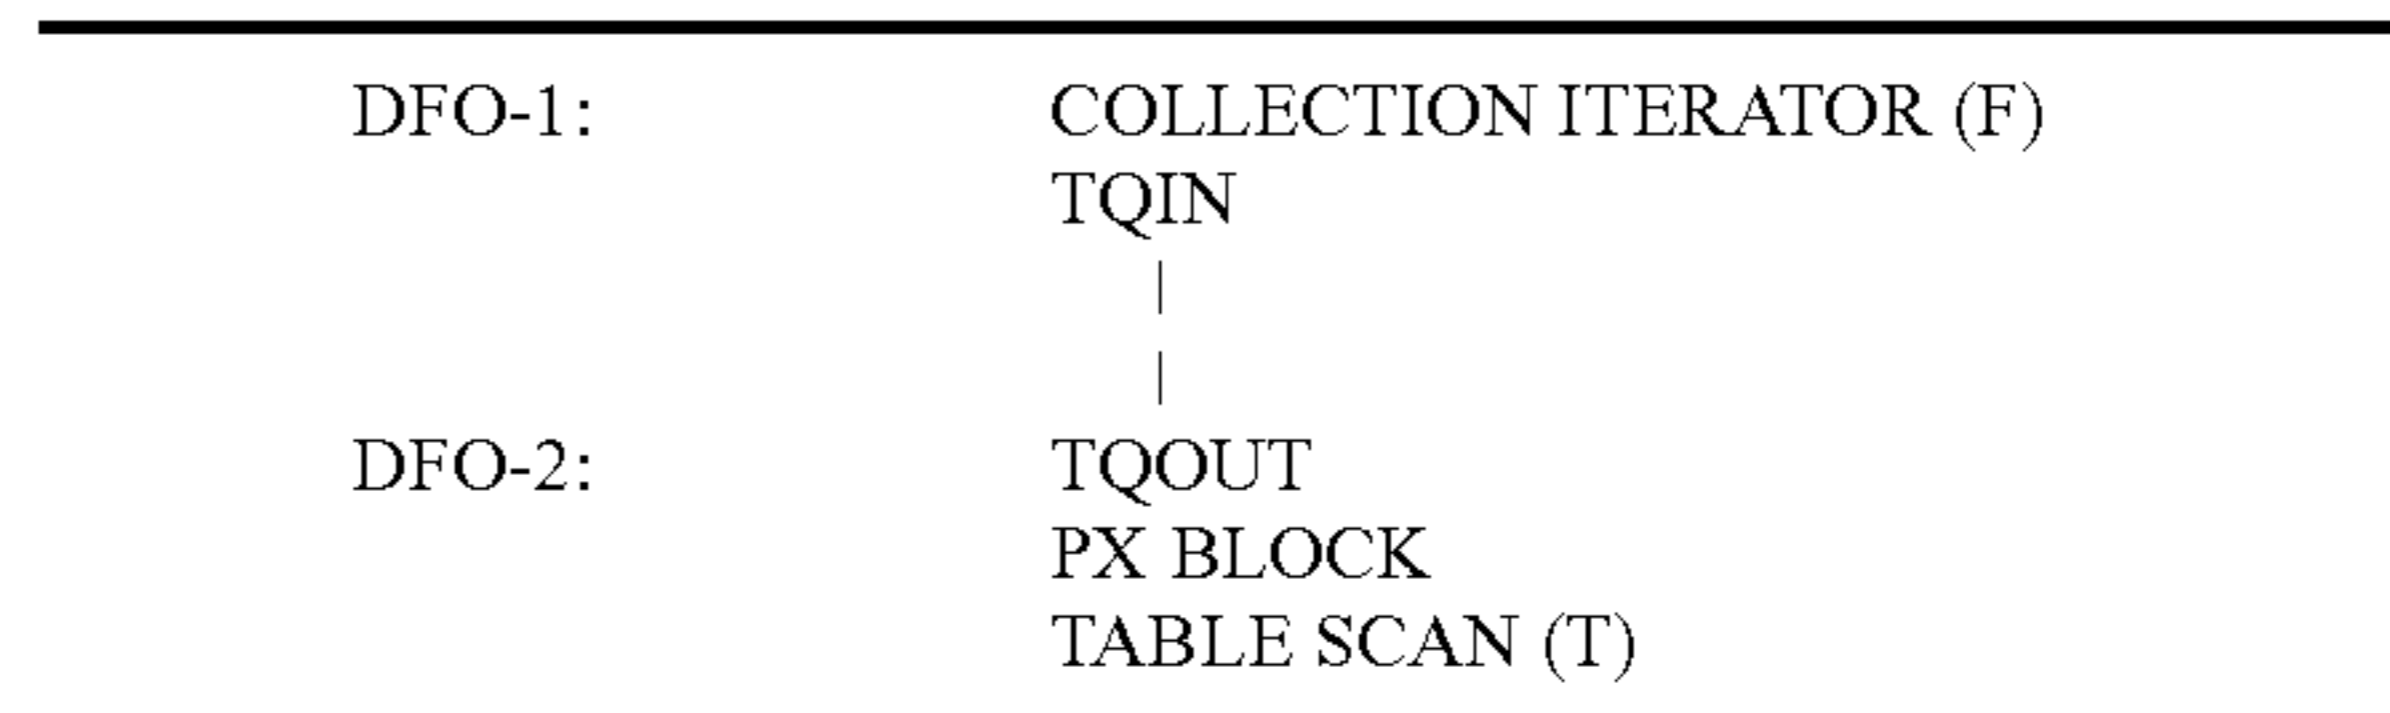 DFO-1: COLLECTION ITERATOR (F)
TQIN
|
|
DFO-2: TQOUT
PX BLOCK
TABLE SCAN (T)